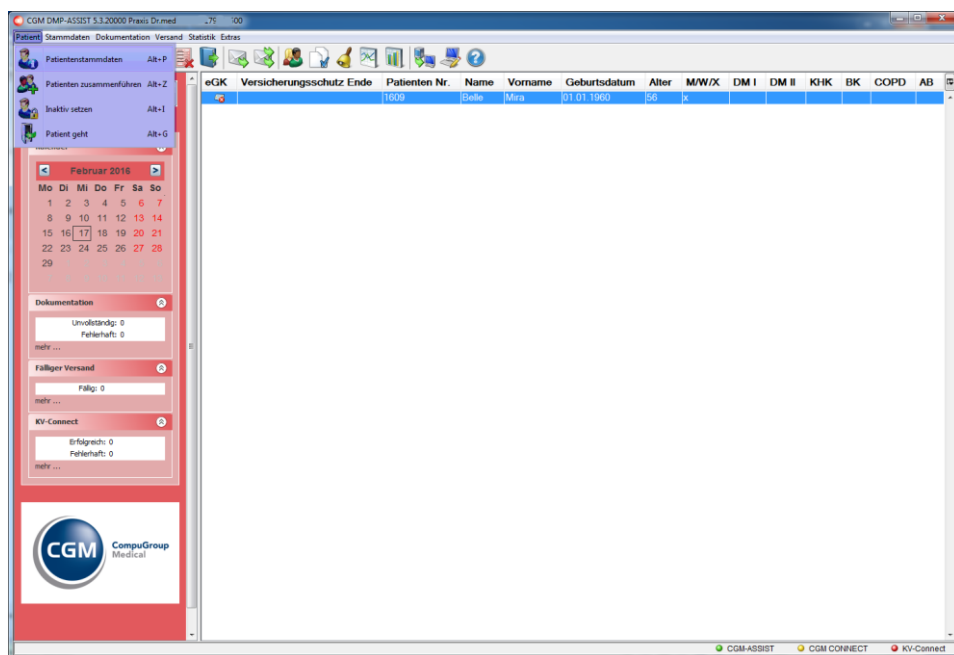 CGM DMP-ASSIST 5.3.20000 Praxis Dr.med
Patient Stammdaten Dokumentation Versand Statistik Extras
Patientenstammdaten Alt+P
Patienten zusammenführen Alt+Z
Inaktiv setzen Alt+I
Patient geht Alt+G
eGK Versicherungsschutz Ende Patienten Nr. Name Vorname Geburtsdatum Alter M/W/X DM I DM II KHK BK COPD AB
1609 Belle Mira 01.01.1960 56 x
< Februar 2016 >
Mo Di Mi Do Fr Sa So
1 2 3 4 5 6 7
8 9 10 11 12 13 14
15 16 17 18 19 20 21
22 23 24 25 26 27 28
29
Dokumentation
Unvollständig: 0
Fehlerhaft: 0
mehr ...
Fälliger Versand
Fällig: 0
mehr ...
KV-Connect
Erfolgreich: 0
Fehlerhaft: 0
mehr ...
CGM CompuGroup
Medical
CGM-ASSIST CGM CONNECT KV-Connect